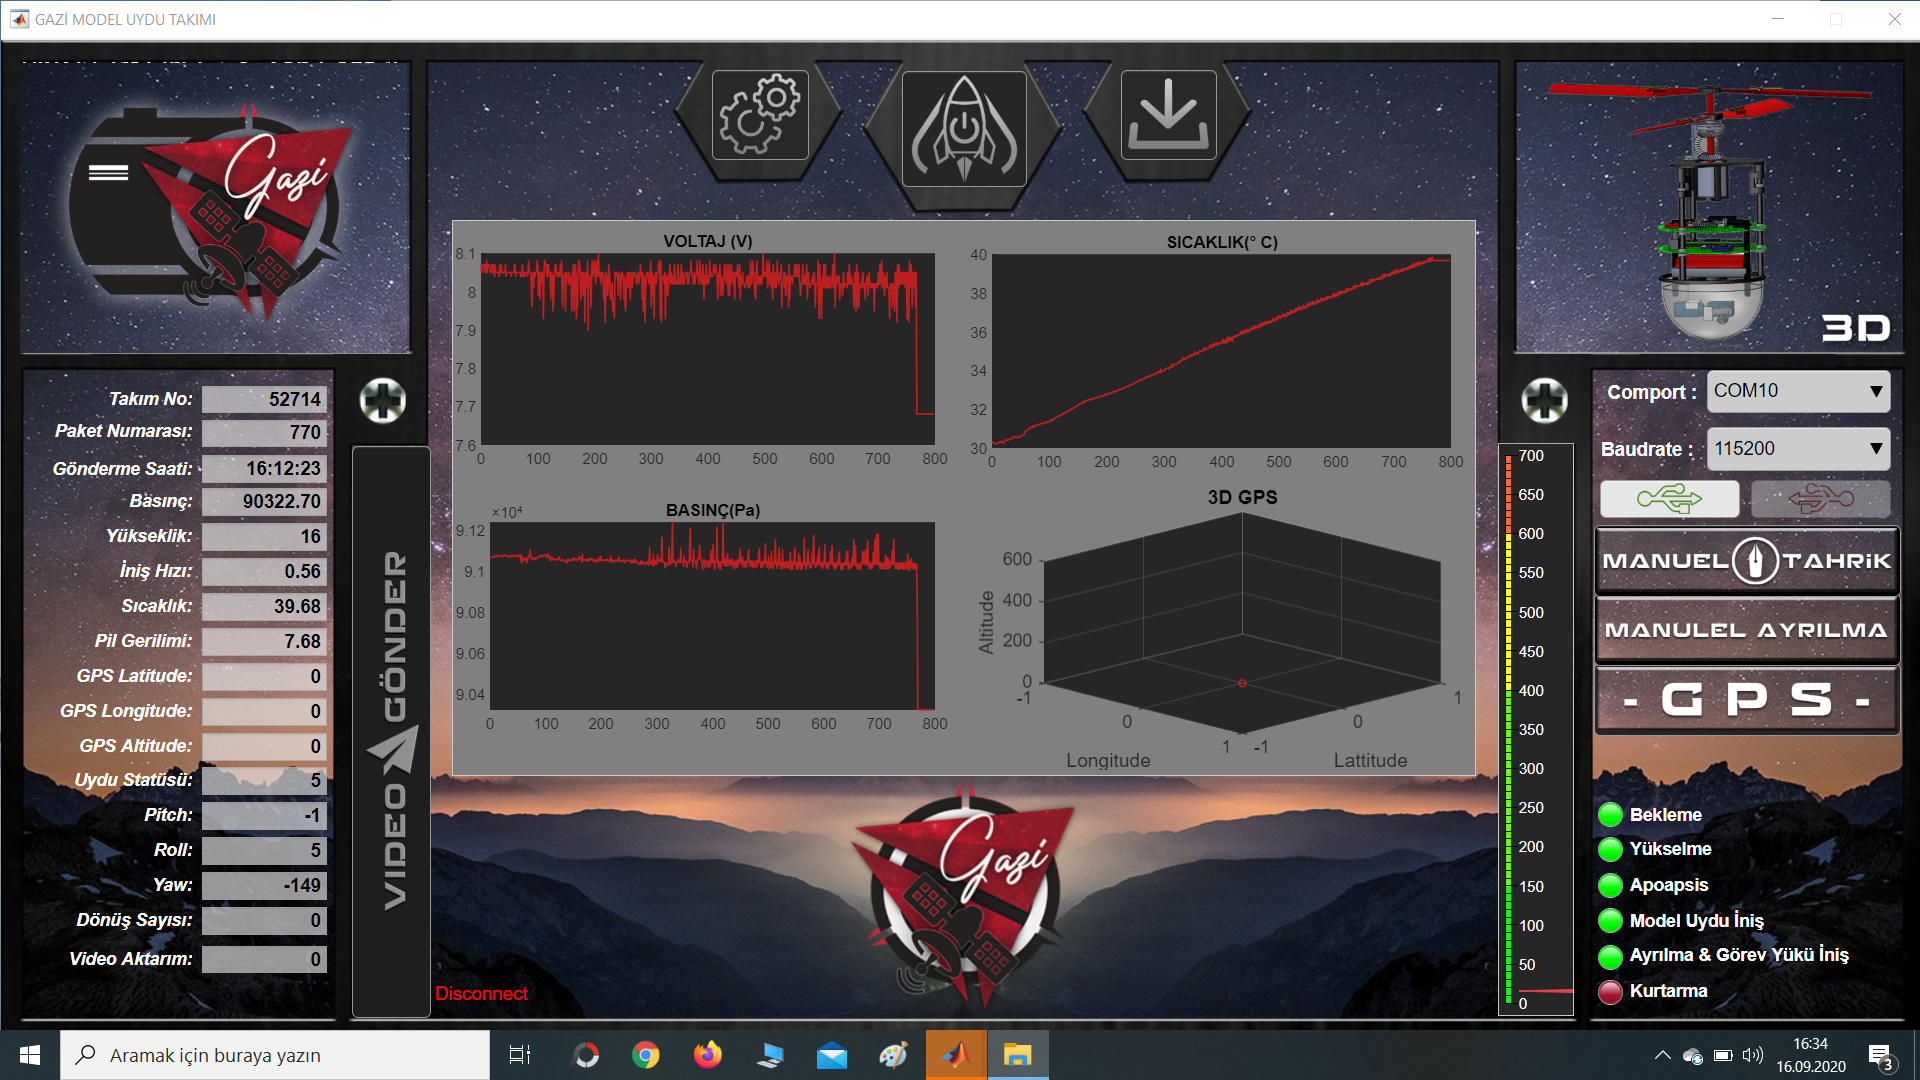 GAZİ MODEL UYDU TAKIMI
Gazi
3D
Takım No: 52714
Paket Numarası: 770
Gönderme Saati: 16:12:23
Basınç: 90322.70
Yükseklik: 16
İniş Hızı: 0.56
Sıcaklık: 39.68
Pil Gerilimi: 7.68
GPS Latitude: 0
GPS Longitude: 0
GPS Altitude: 0
Uydu Statüsü: 5
Pitch: -1
Roll: 5
Yaw: -149
Dönüş Sayısı: 0
Video Aktarım: 0
VIDEO GÖNDER
Disconnect
VOLTAJ (V)
8.1
8
7.9
7.8
7.7
7.6
0 100 200 300 400 500 600 700 800
SICAKLIK(° C)
40
38
36
34
32
30
0 100 200 300 400 500 600 700 800
BASINÇ(Pa)
×10⁴
9.12
9.1
9.08
9.06
9.04
0 100 200 300 400 500 600 700 800
3D GPS
600
400
200
0
Altitude
-1 0 1
Longitude
-1 0 1
Lattitude
Gazi
700
650
600
550
500
450
400
350
300
250
200
150
100
50
0
Comport : COM10
Baudrate : 115200
MANUEL TAHRiK
MANULEL AYRILMA
- GPS -
Bekleme
Yükselme
Apoapsis
Model Uydu İniş
Ayrılma & Görev Yükü İniş
Kurtarma
Aramak için buraya yazın
16:34
16.09.2020
3